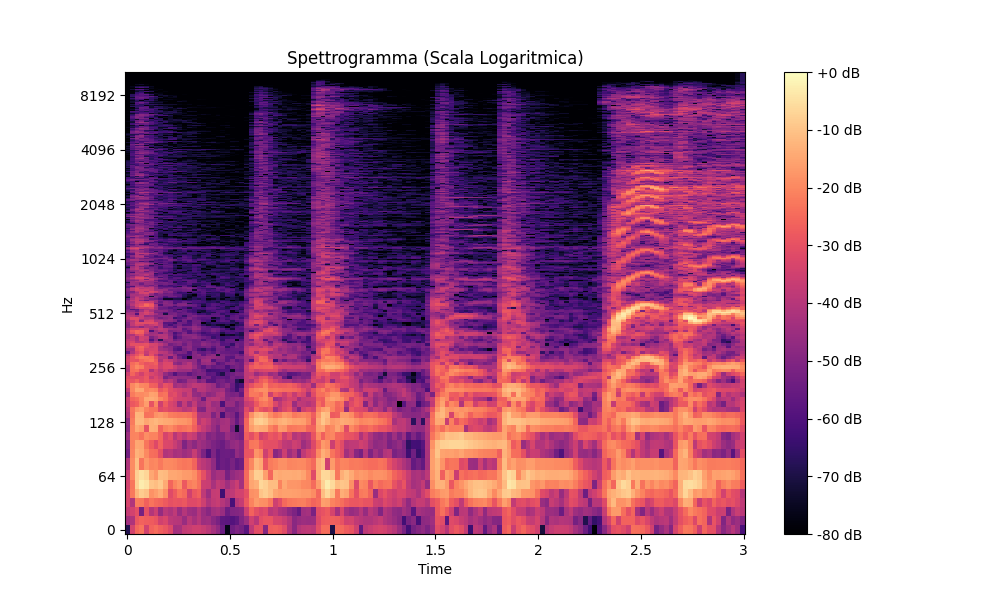 Spettrogramma (Scala Logaritmica)
Hz
8192
4096
2048
1024
512
256
128
64
0
0
0.5
1
1.5
2
2.5
3
Time
+0 dB
-10 dB
-20 dB
-30 dB
-40 dB
-50 dB
-60 dB
-70 dB
-80 dB